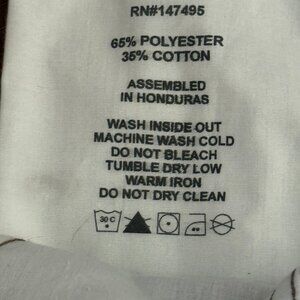 RN#147495
65% POLYESTER
35% COTTON
ASSEMBLED
IN HONDURAS
WASH INSIDE OUT
MACHINE WASH COLD
DO NOT BLEACH
TUMBLE DRY LOW
WARM IRON
DO NOT DRY CLEAN
30 C